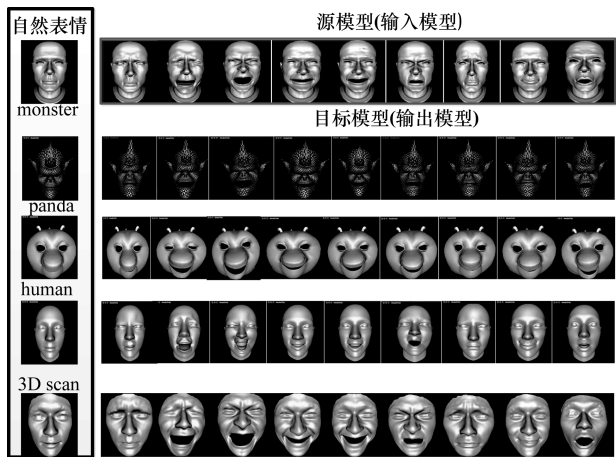 自然表情
源模型(输入模型)
monster
目标模型(输出模型)
panda
human
3D scan